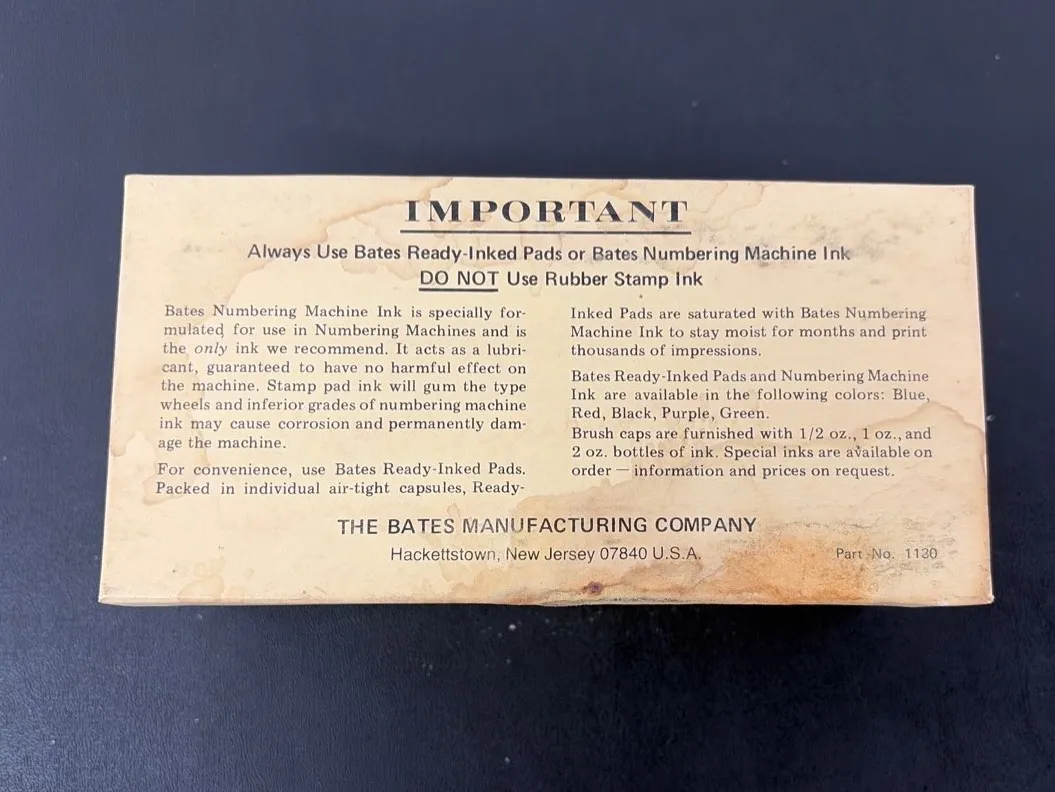 IMPORTANT
Always Use Bates Ready-Inked Pads or Bates Numbering Machine Ink
DO NOT Use Rubber Stamp Ink
Bates Numbering Machine Ink is specially for-
mulated for use in Numbering Machines and is
the only ink we recommend. It acts as a lubri-
cant, guaranteed to have no harmful effect on
the machine. Stamp pad ink will gum the type
wheels and inferior grades of numbering machine
ink may cause corrosion and permanently dam-
age the machine.
For convenience, use Bates Ready-Inked Pads.
Packed in individual air-tight capsules, Ready-
Inked Pads are saturated with Bates Numbering
Machine Ink to stay moist for months and print
thousands of impressions.
Bates Ready-Inked Pads and Numbering Machine
Ink are available in the following colors: Blue,
Red, Black, Purple, Green.
Brush caps are furnished with 1/2 oz., 1 oz., and
2 oz. bottles of ink. Special inks are available on
order — information and prices on request.
THE BATES MANUFACTURING COMPANY
Hackettstown, New Jersey 07840 U.S.A.
Part No. 1130